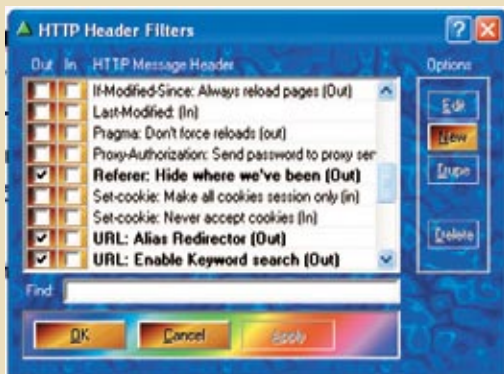 HTTP Header Filters
Out In HTTP Message Header
Options
If-Modified-Since: Always reload pages (Out)
Last-Modified: (In)
Pragma: Don't force reloads (out)
Proxy-Authorization: Send password to proxy ser
Referer: Hide where we've been (Out)
Set-cookie: Make all cookies session only (in)
Set-cookie: Never accept cookies (In)
URL: Alias Redirector (Out)
URL: Enable Keyword search (Out)
Edit
New
Dupe
Delete
Find:
OK Cancel Apply